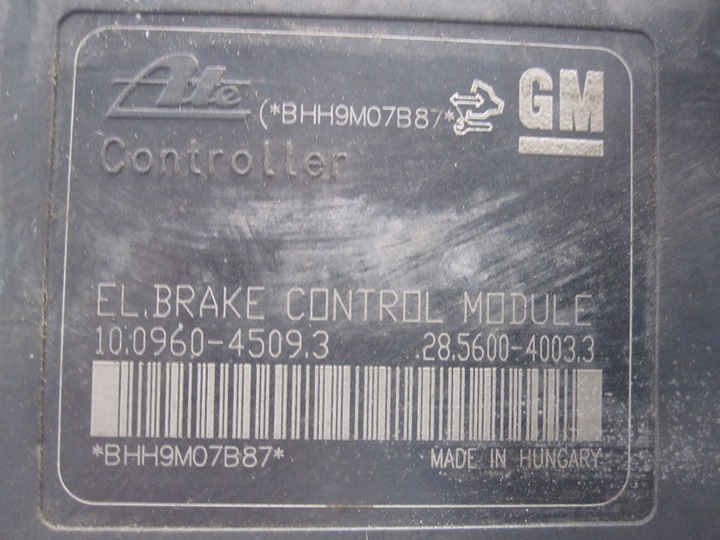 Ate (*BHH9M07B87*) GM
Controller
EL.BRAKE CONTROL MODULE
10.0960-4509.3 .28.5600-4003.3
*BHH9M07B87* MADE IN HUNGARY